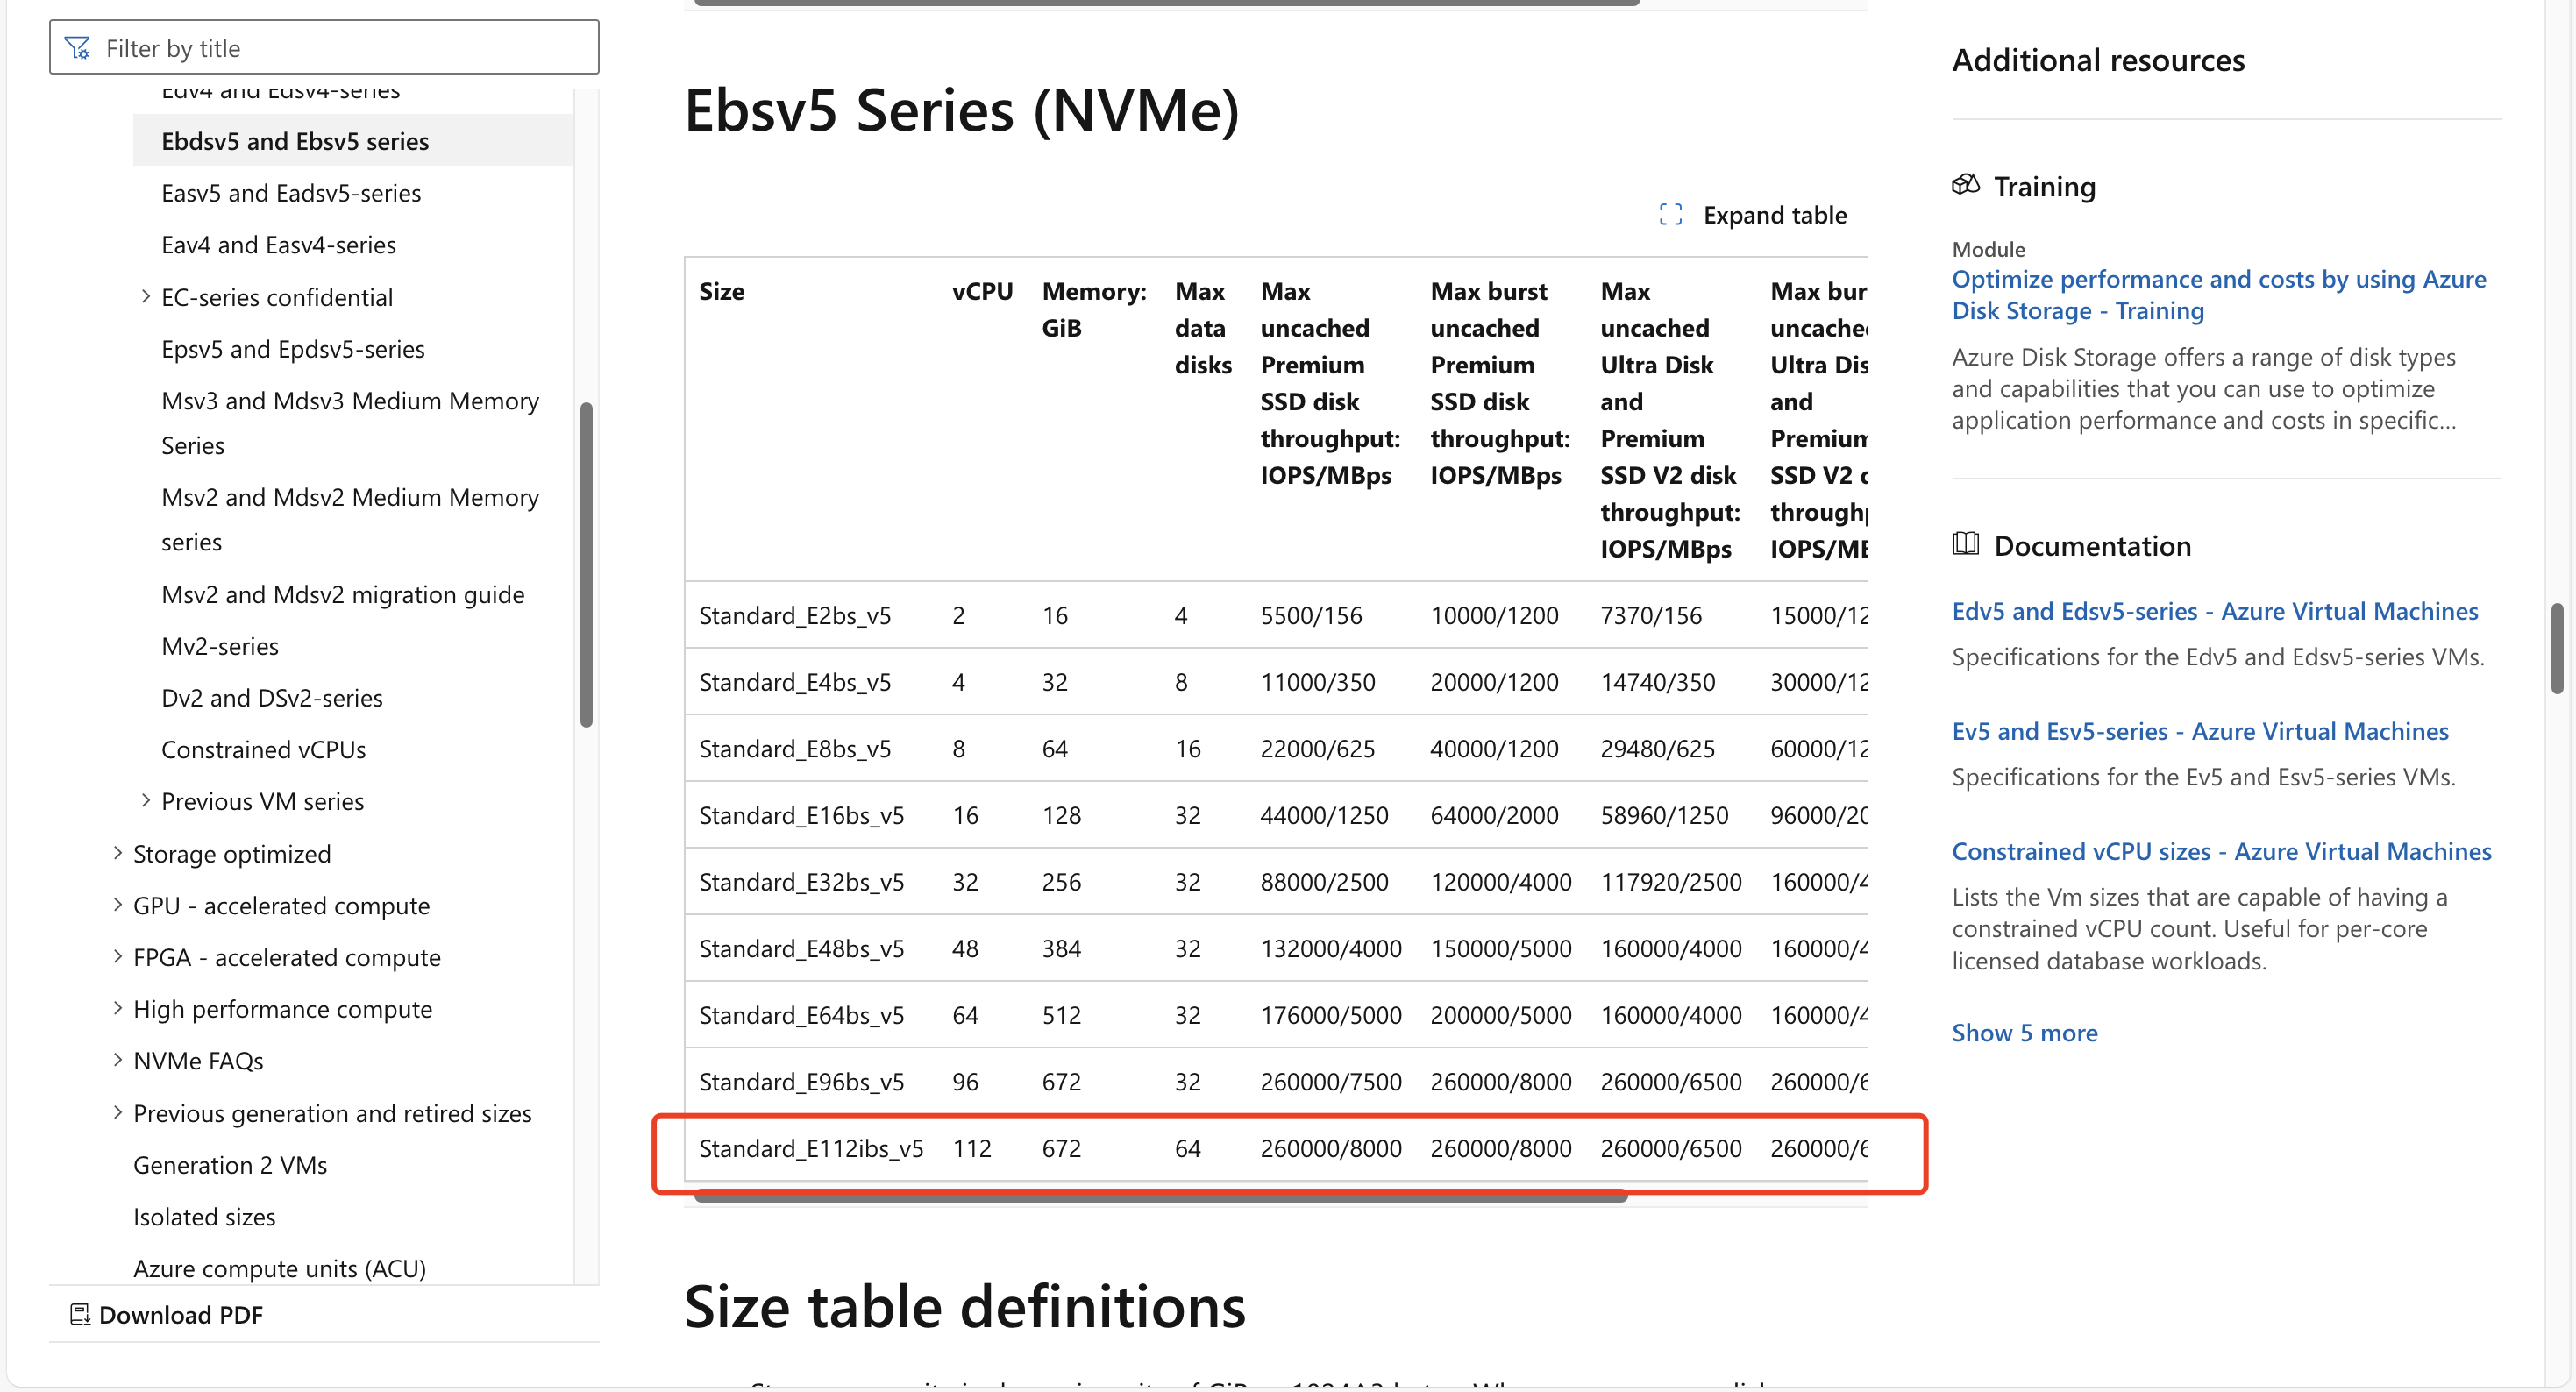 Filter by title
Edv4 and Edsv4-series
Ebdsv5 and Ebsv5 series
Easv5 and Eadsv5-series
Eav4 and Easv4-series
EC-series confidential
Epsv5 and Epdsv5-series
Msv3 and Mdsv3 Medium Memory
Series
Msv2 and Mdsv2 Medium Memory
series
Msv2 and Mdsv2 migration guide
Mv2-series
Dv2 and DSv2-series
Constrained vCPUs
Previous VM series
Storage optimized
GPU - accelerated compute
FPGA - accelerated compute
High performance compute
NVMe FAQs
Previous generation and retired sizes
Generation 2 VMs
Isolated sizes
Azure compute units (ACU)
Download PDF
Ebsv5 Series (NVMe)
Expand table
Size vCPU Memory: Max Max Max burst Max Max bur
GiB data uncached uncached uncached uncache
disks Premium Premium Ultra Disk Ultra Dis
SSD disk SSD disk and and
throughput: throughput: Premium Premium
IOPS/MBps IOPS/MBps SSD V2 disk SSD V2 d
throughput: through
IOPS/MBps IOPS/MB
Standard_E2bs_v5 2 16 4 5500/156 10000/1200 7370/156 15000/12
Standard_E4bs_v5 4 32 8 11000/350 20000/1200 14740/350 30000/12
Standard_E8bs_v5 8 64 16 22000/625 40000/1200 29480/625 60000/12
Standard_E16bs_v5 16 128 32 44000/1250 64000/2000 58960/1250 96000/20
Standard_E32bs_v5 32 256 32 88000/2500 120000/4000 117920/2500 160000/4
Standard_E48bs_v5 48 384 32 132000/4000 150000/5000 160000/4000 160000/4
Standard_E64bs_v5 64 512 32 176000/5000 200000/5000 160000/4000 160000/4
Standard_E96bs_v5 96 672 32 260000/7500 260000/8000 260000/6500 260000/6
Standard_E112ibs_v5 112 672 64 260000/8000 260000/8000 260000/6500 260000/6
Size table definitions
Additional resources
Training
Module
Optimize performance and costs by using Azure
Disk Storage - Training
Azure Disk Storage offers a range of disk types
and capabilities that you can use to optimize
application performance and costs in specific...
Documentation
Edv5 and Edsv5-series - Azure Virtual Machines
Specifications for the Edv5 and Edsv5-series VMs.
Ev5 and Esv5-series - Azure Virtual Machines
Specifications for the Ev5 and Esv5-series VMs.
Constrained vCPU sizes - Azure Virtual Machines
Lists the Vm sizes that are capable of having a
constrained vCPU count. Useful for per-core
licensed database workloads.
Show 5 more